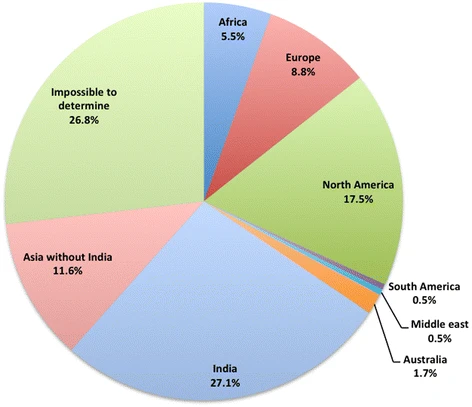 Africa
5.5%
Europe
8.8%
North America
17.5%
South America
0.5%
Middle east
0.5%
Australia
1.7%
India
27.1%
Asia without India
11.6%
Impossible to
determine
26.8%